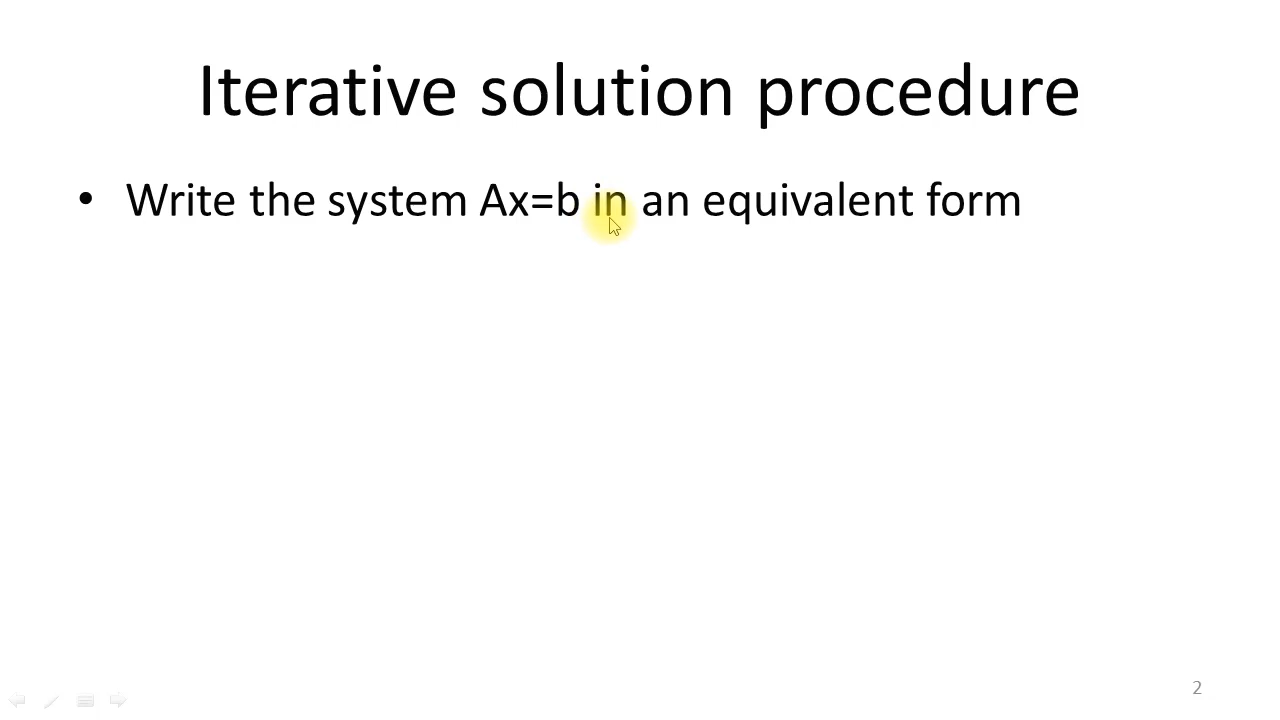 Iterative solution procedure
• Write the system Ax=b in an equivalent form
2